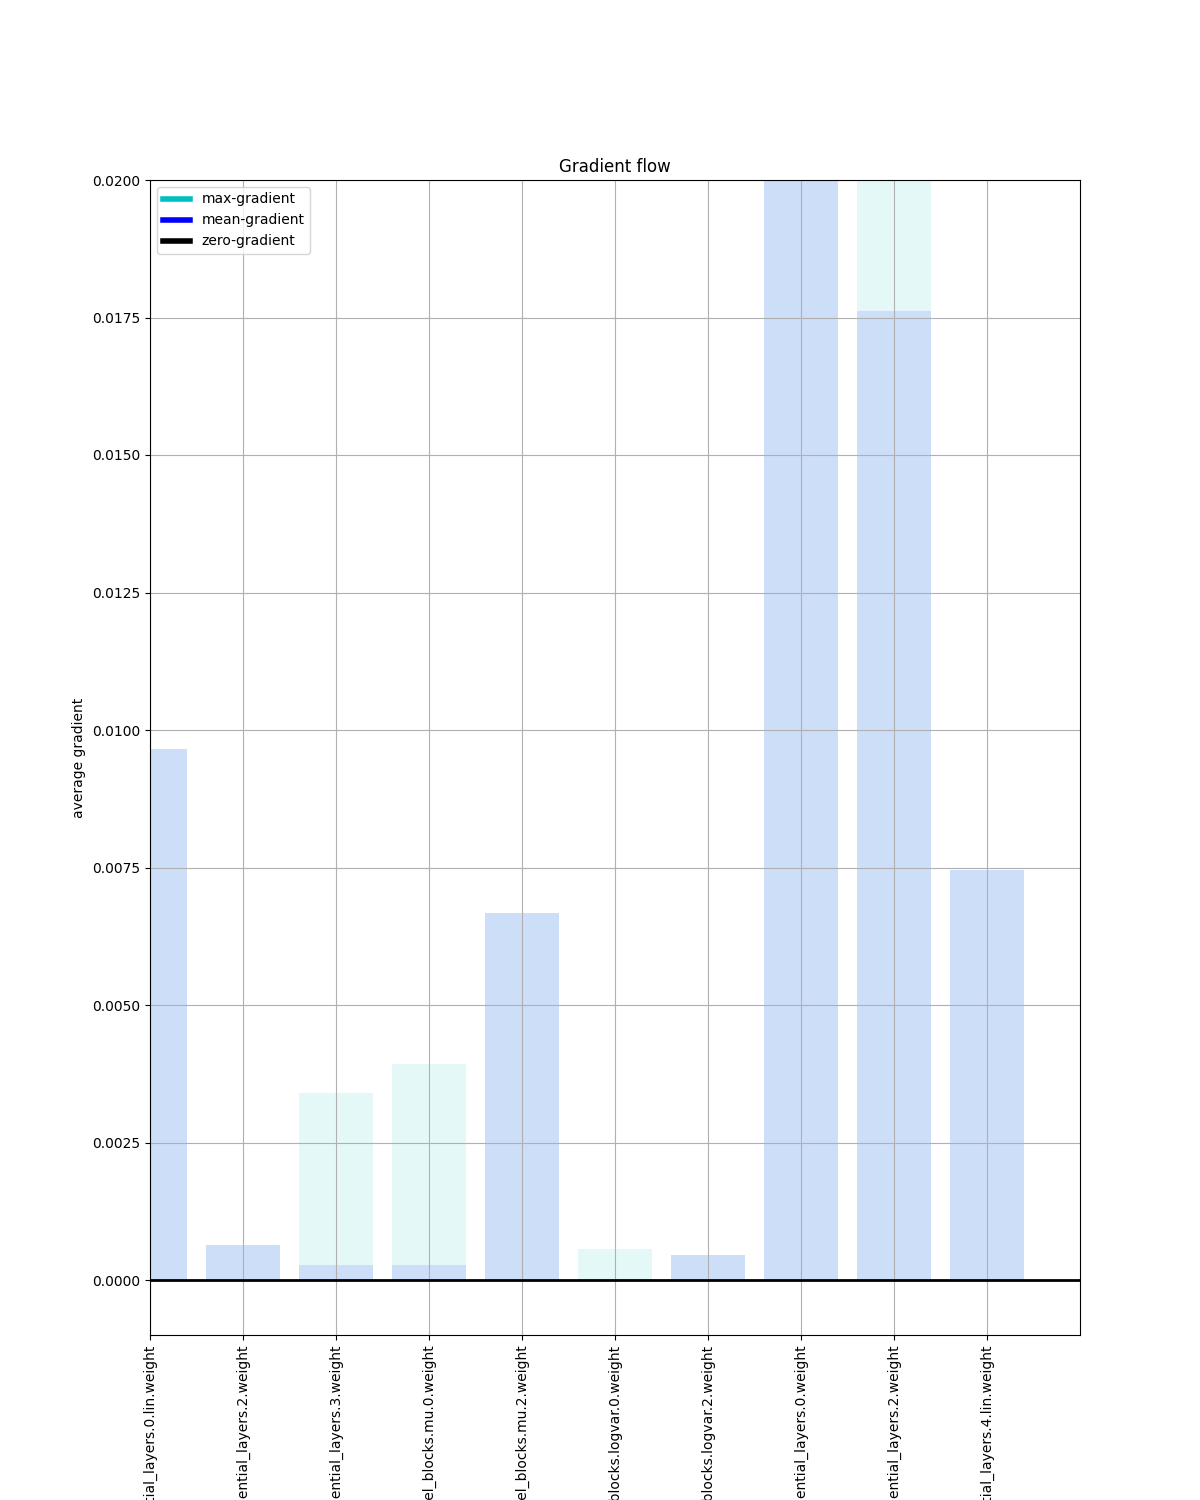 Gradient flow
max-gradient
mean-gradient
zero-gradient
0.0200
0.0175
0.0150
0.0125
0.0100
0.0075
0.0050
0.0025
0.0000
average gradient
tial_layers.0.lin.weight
ential_layers.2.weight
ential_layers.3.weight
el_blocks.mu.0.weight
el_blocks.mu.2.weight
blocks.logvar.0.weight
blocks.logvar.2.weight
ential_layers.0.weight
ential_layers.2.weight
tial_layers.4.lin.weight